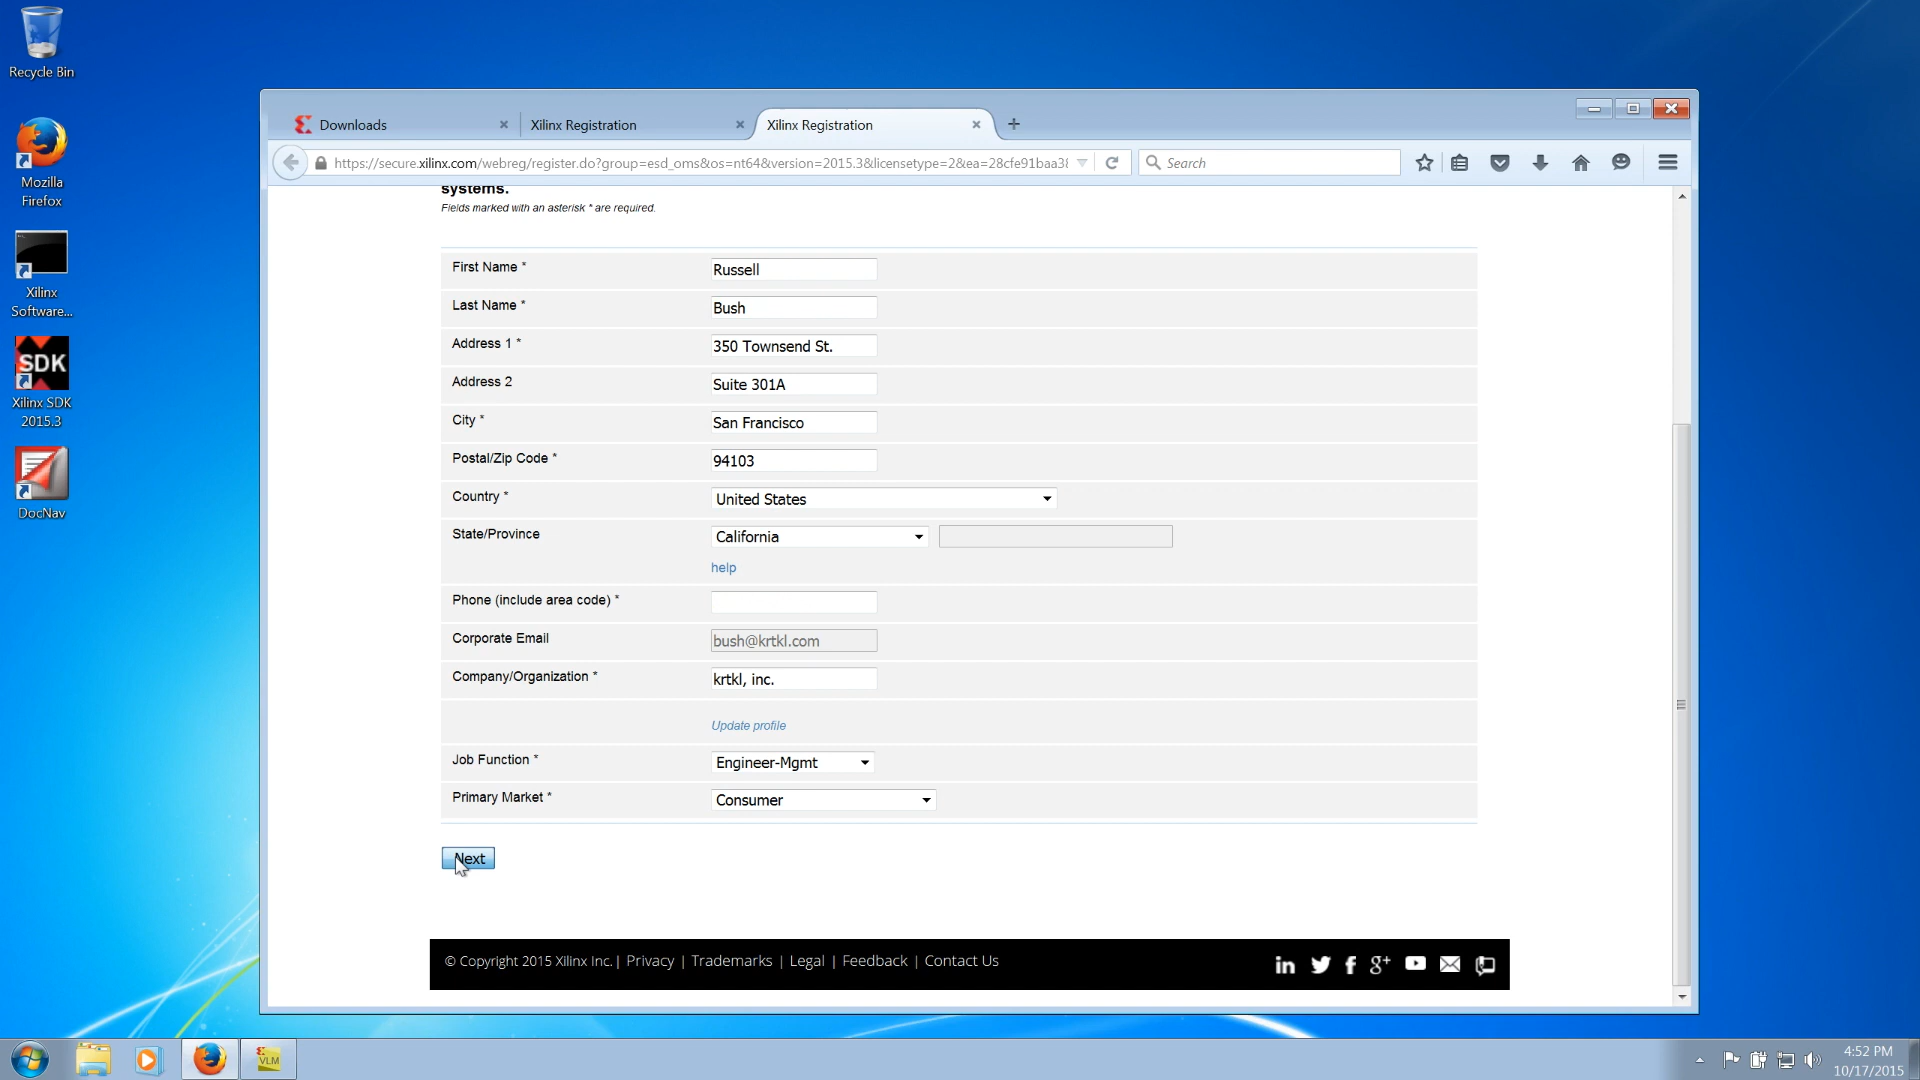 Recycle Bin
Mozilla
Firefox
Xilinx
Software...
SDK
Xilinx SDK
2015.3
DocNav
Downloads
Xilinx Registration
Xilinx Registration
https://secure.xilinx.com/webreg/register.do?group=esd_oms&os=nt64&version=2015.3&licensetype=2&ea=28cfe91baa3
Search
systems.
Fields marked with an asterisk * are required.
First Name * Russell
Last Name * Bush
Address 1 * 350 Townsend St.
Address 2 Suite 301A
City * San Francisco
Postal/Zip Code * 94103
Country * United States
State/Province California
help
Phone (include area code) *
Corporate Email bush@krtkl.com
Company/Organization * krtkl, inc.
Update profile
Job Function * Engineer-Mgmt
Primary Market * Consumer
Next
© Copyright 2015 Xilinx Inc. | Privacy | Trademarks | Legal | Feedback | Contact Us
VLM
4:52 PM
10/17/2015